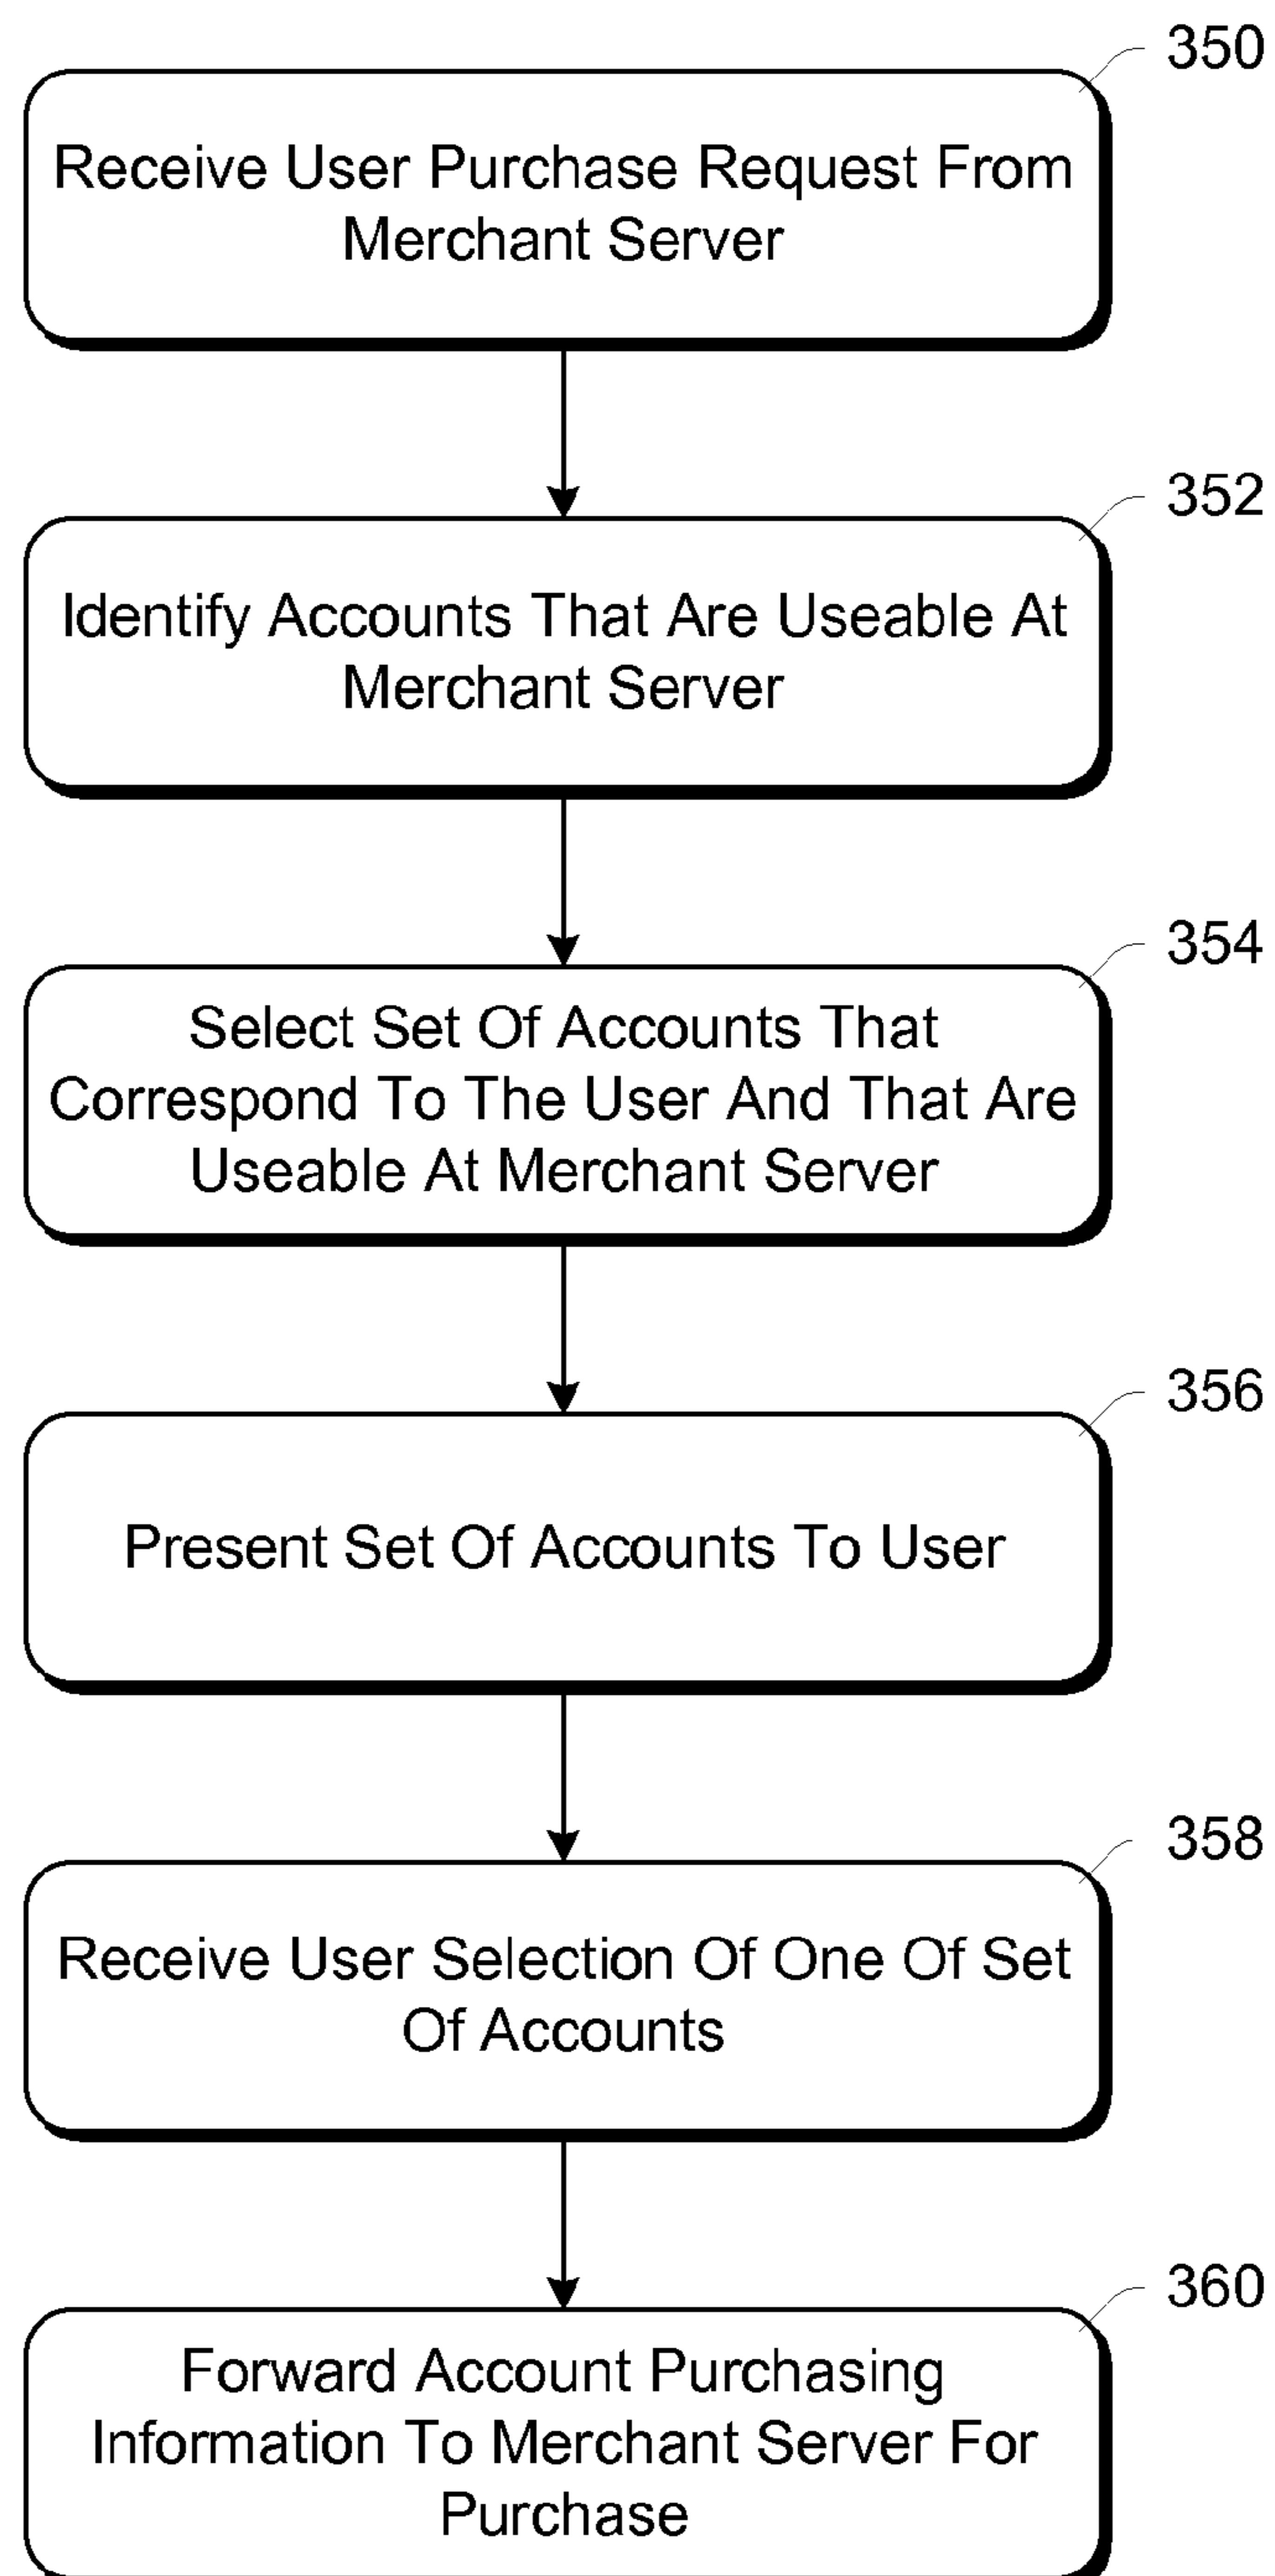 350
Receive User Purchase Request From
Merchant Server
352
Identify Accounts That Are Useable At
Merchant Server
354
Select Set Of Accounts That
Correspond To The User And That Are
Useable At Merchant Server
356
Present Set Of Accounts To User
358
Receive User Selection Of One Of Set
Of Accounts
360
Forward Account Purchasing
Information To Merchant Server For
Purchase